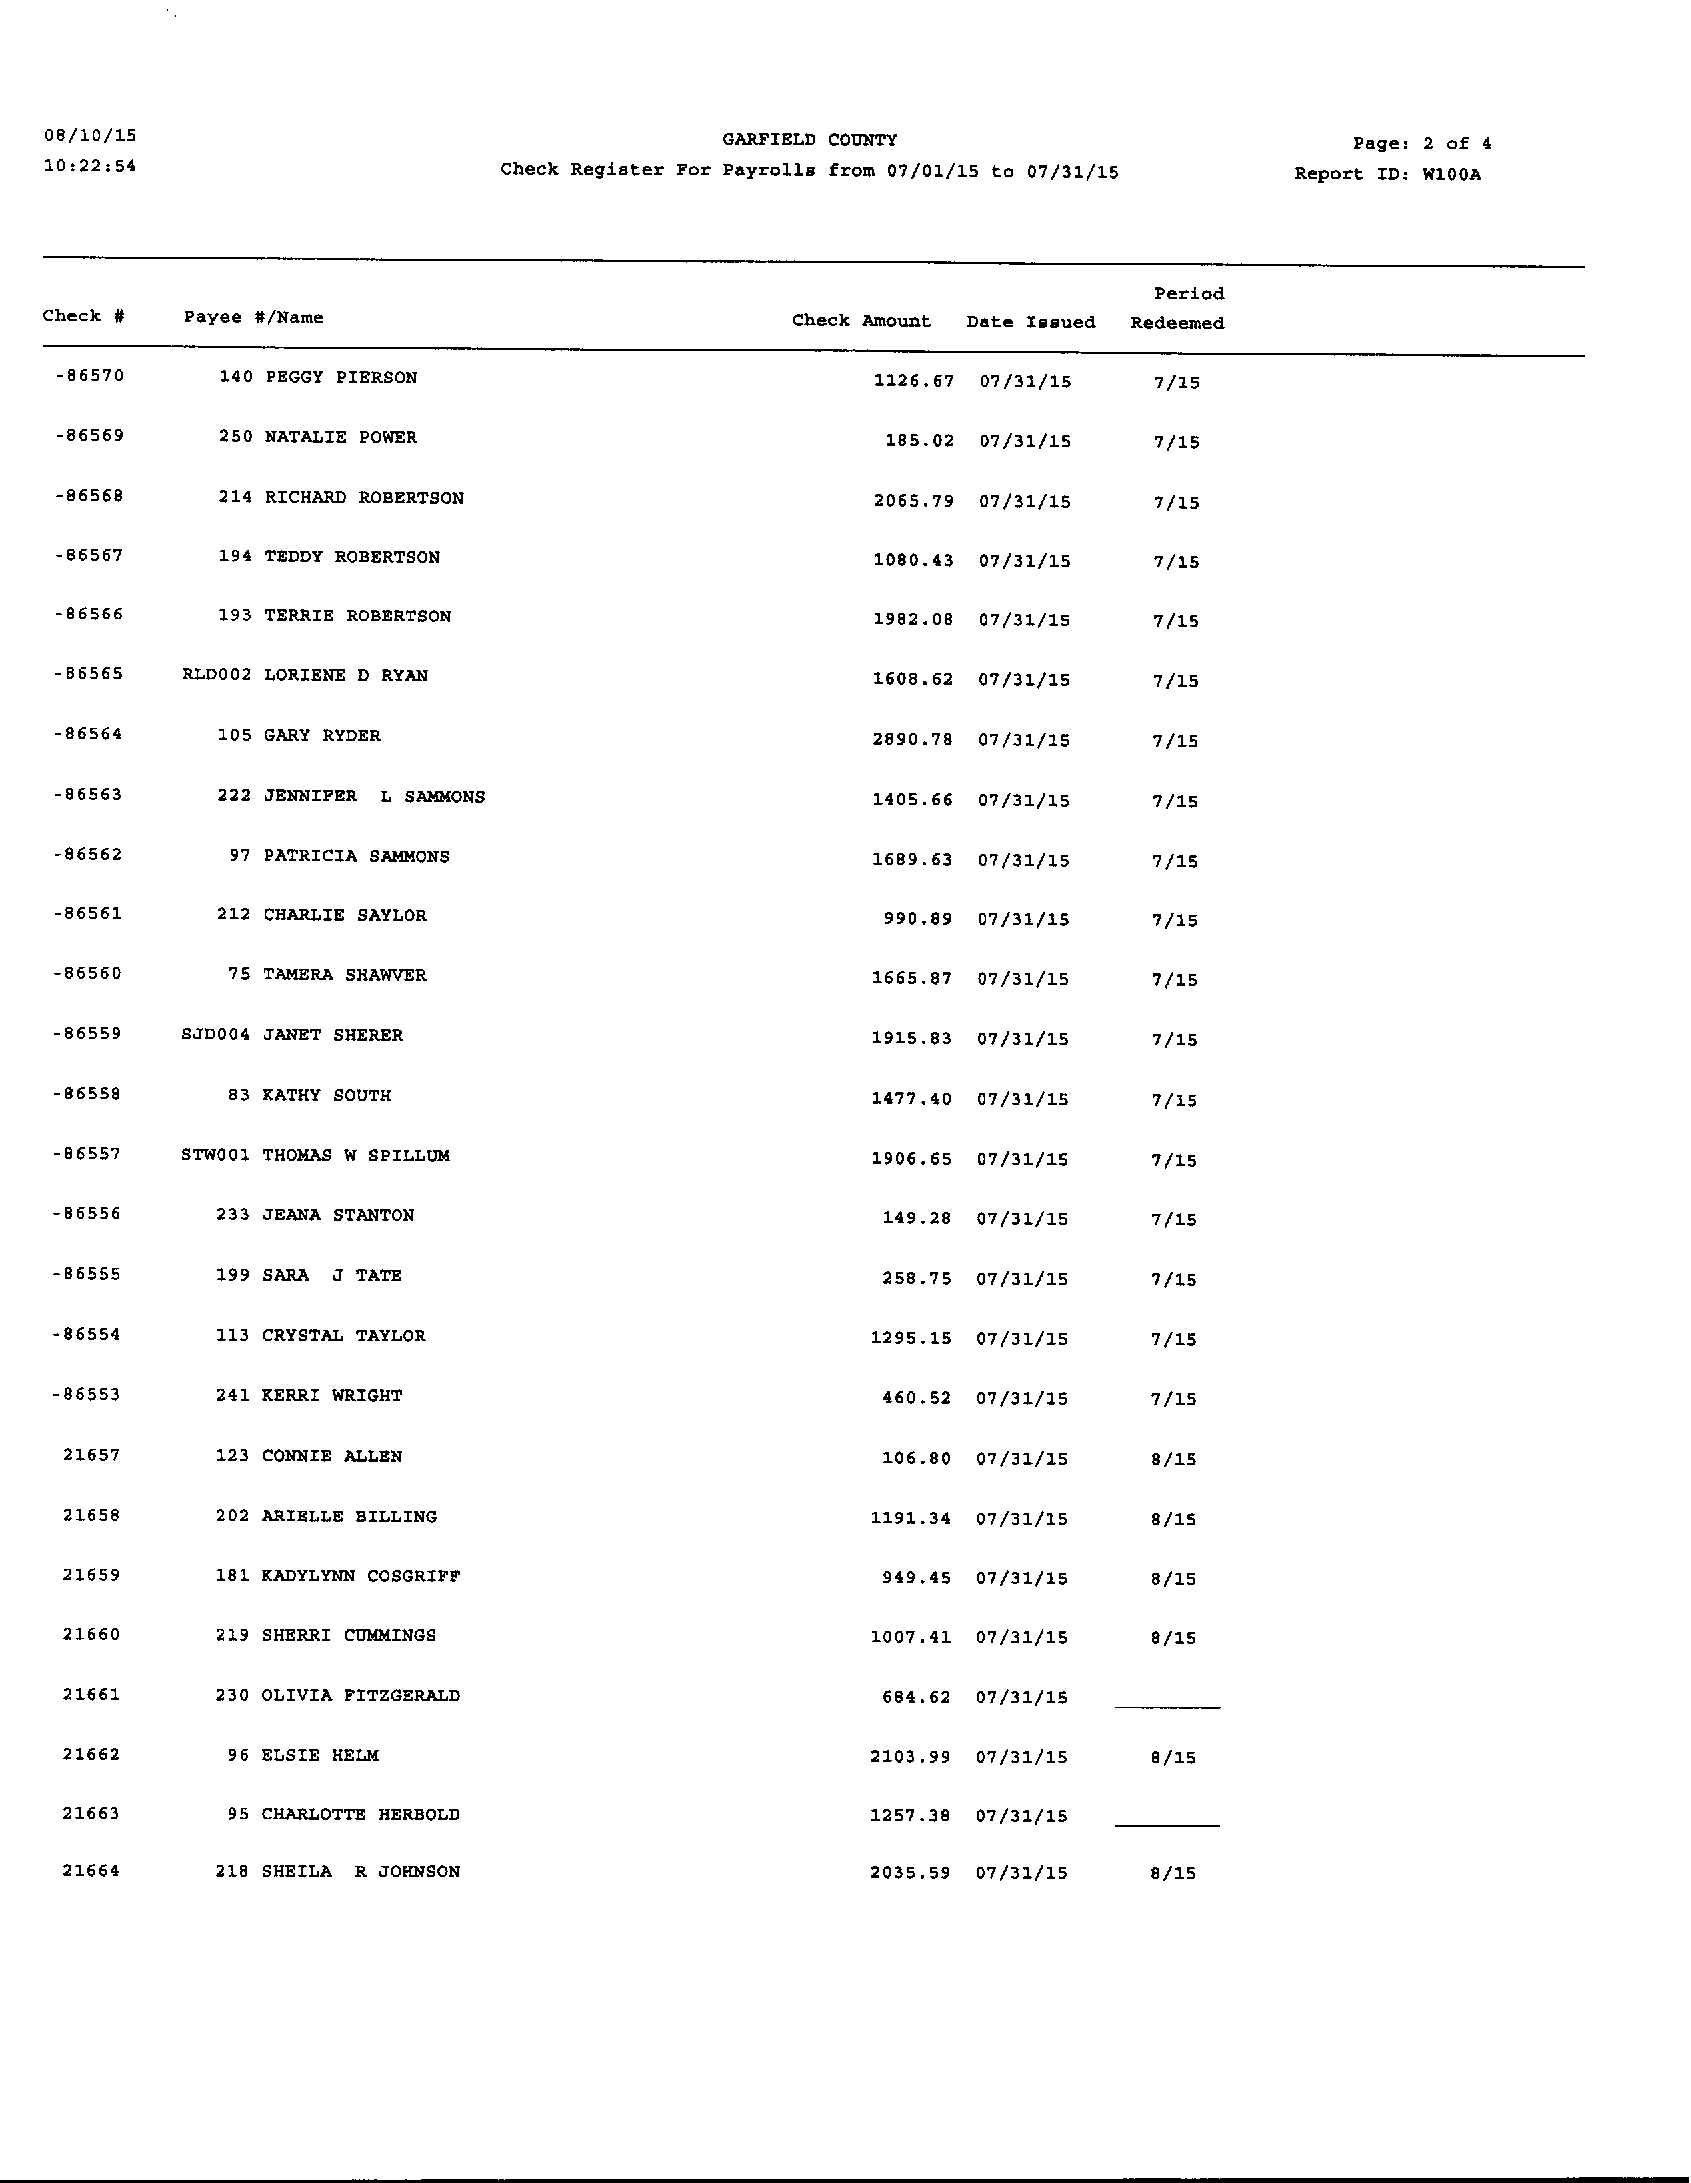 08/10/15 GARFIELD COUNTY Page: 2 of 4
10:22:54 Check Register For Payrolls from 07/01/15 to 07/31/15 Report ID: W100A
Period
Check # Payee #/Name Check Amount Date Issued Redeemed
-86570 140 PEGGY PIERSON 1126.67 07/31/15 7/15
-86569 250 NATALIE POWER 185.02 07/31/15 7/15
-86568 214 RICHARD ROBERTSON 2065.79 07/31/15 7/15
-86567 194 TEDDY ROBERTSON 1080.43 07/31/15 7/15
-86566 193 TERRIE ROBERTSON 1982.08 07/31/15 7/15
-86565 RLD002 LORIENE D RYAN 1608.62 07/31/15 7/15
-86564 105 GARY RYDER 2890.78 07/31/15 7/15
-86563 222 JENNIFER L SAMMONS 1405.66 07/31/15 7/15
-86562 97 PATRICIA SAMMONS 1689.63 07/31/15 7/15
-86561 212 CHARLIE SAYLOR 990.89 07/31/15 7/15
-86560 75 TAMERA SHAWVER 1665.87 07/31/15 7/15
-86559 SJD004 JANET SHERER 1915.83 07/31/15 7/15
-86558 83 KATHY SOUTH 1477.40 07/31/15 7/15
-86557 STW001 THOMAS W SPILLUM 1906.65 07/31/15 7/15
-86556 233 JEANA STANTON 149.28 07/31/15 7/15
-86555 199 SARA J TATE 258.75 07/31/15 7/15
-86554 113 CRYSTAL TAYLOR 1295.15 07/31/15 7/15
-86553 241 KERRI WRIGHT 460.52 07/31/15 7/15
21657 123 CONNIE ALLEN 106.80 07/31/15 8/15
21658 202 ARIELLE BILLING 1191.34 07/31/15 8/15
21659 181 KADYLYNN COSGRIFF 949.45 07/31/15 8/15
21660 219 SHERRI CUMMINGS 1007.41 07/31/15 8/15
21661 230 OLIVIA FITZGERALD 684.62 07/31/15
21662 96 ELSIE HELM 2103.99 07/31/15 8/15
21663 95 CHARLOTTE HERBOLD 1257.38 07/31/15
21664 218 SHEILA R JOHNSON 2035.59 07/31/15 8/15